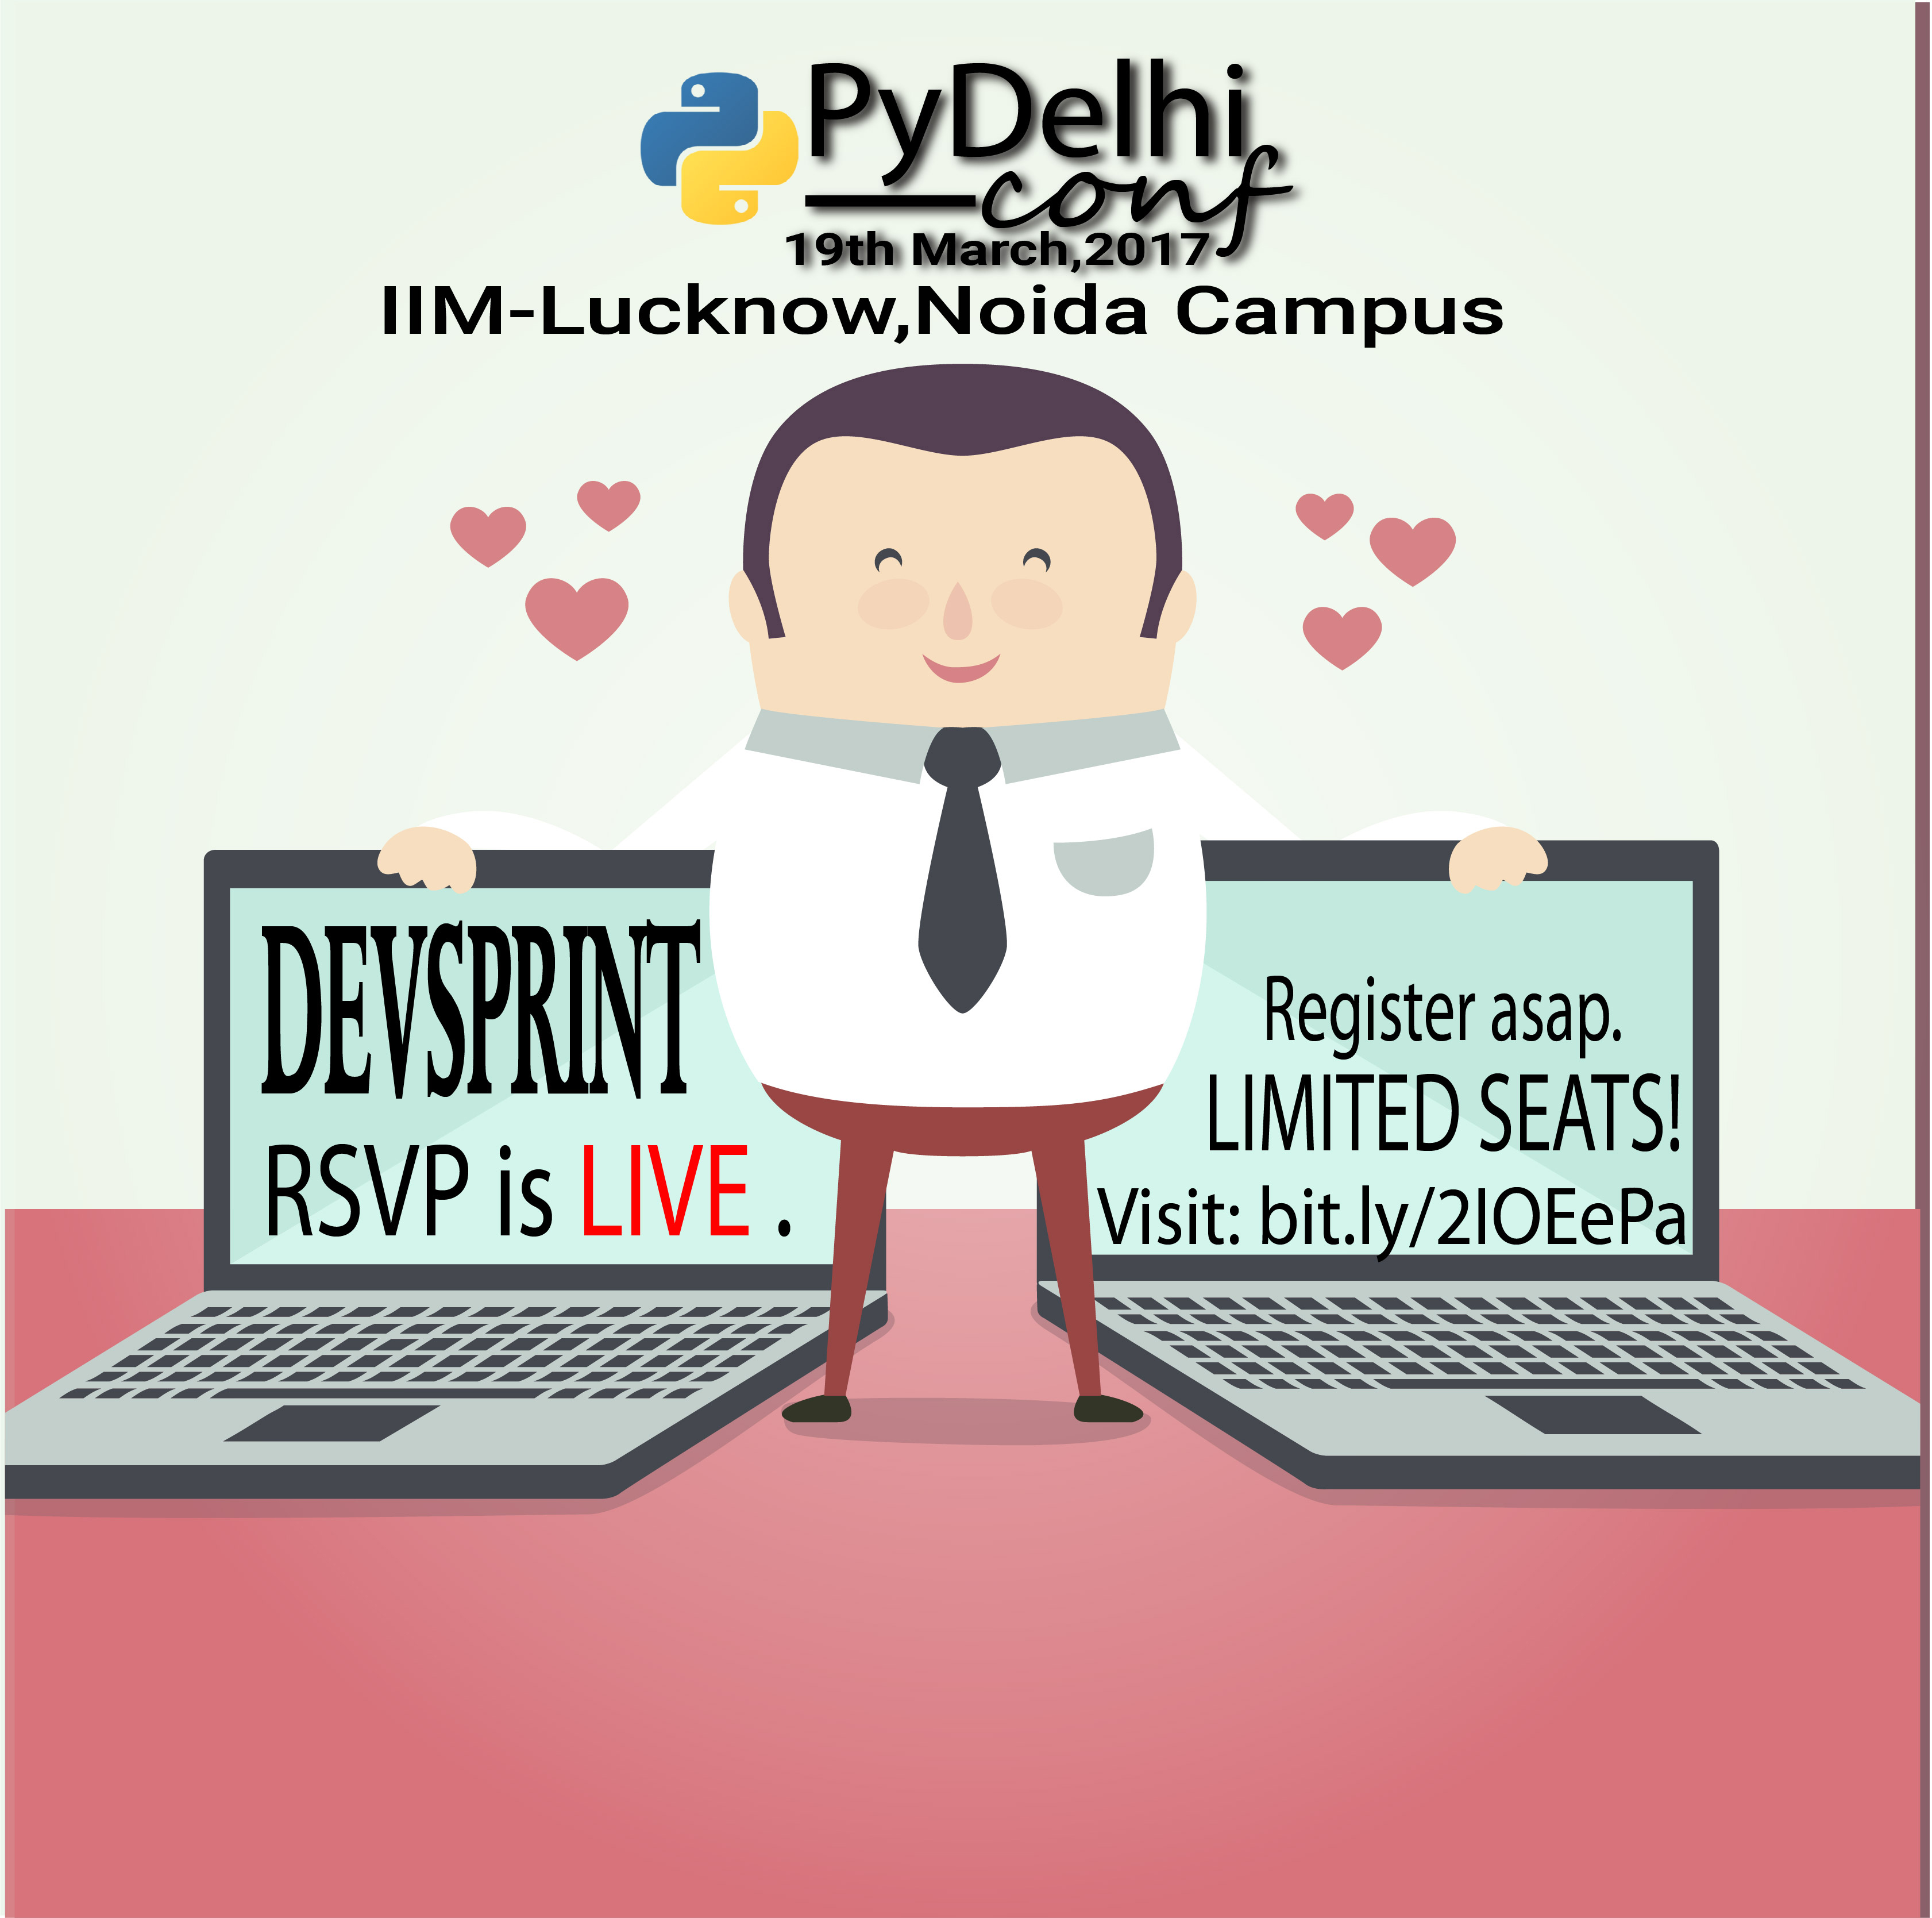 PyDelhi
conf
19th March,2017
IIM-Lucknow,Noida Campus
DEVSPRINT
RSVP is LIVE .
Register asap.
LIMITED SEATS!
Visit: bit.ly/2lOEePa